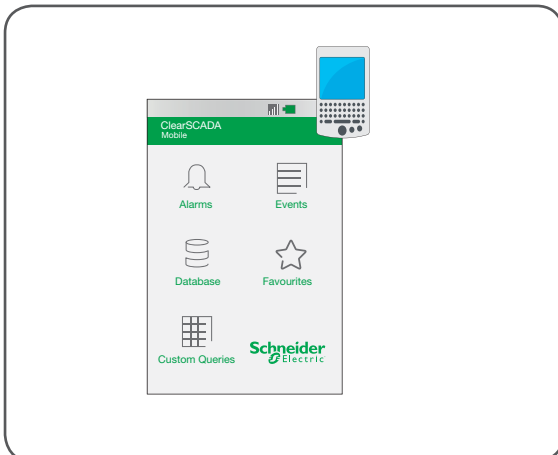 ClearSCADA
Mobile
Alarms
Events
Database
Favourites
Custom Queries
Schneider
Electric